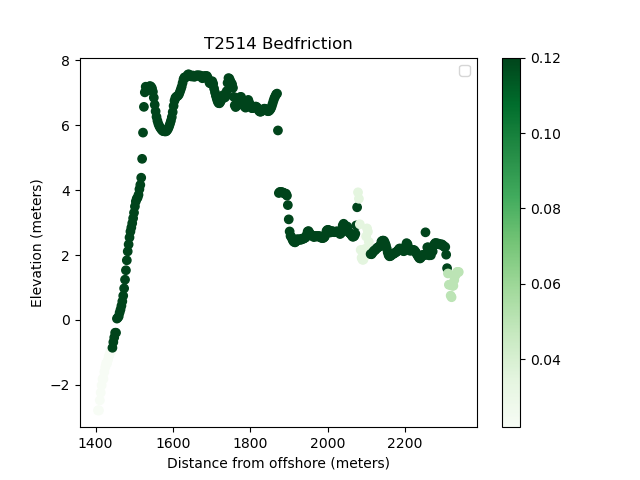 T2514 Bedfriction
8
6
4
2
0
−2
Elevation (meters)
1400 1600 1800 2000 2200
Distance from offshore (meters)
0.12
0.10
0.08
0.06
0.04